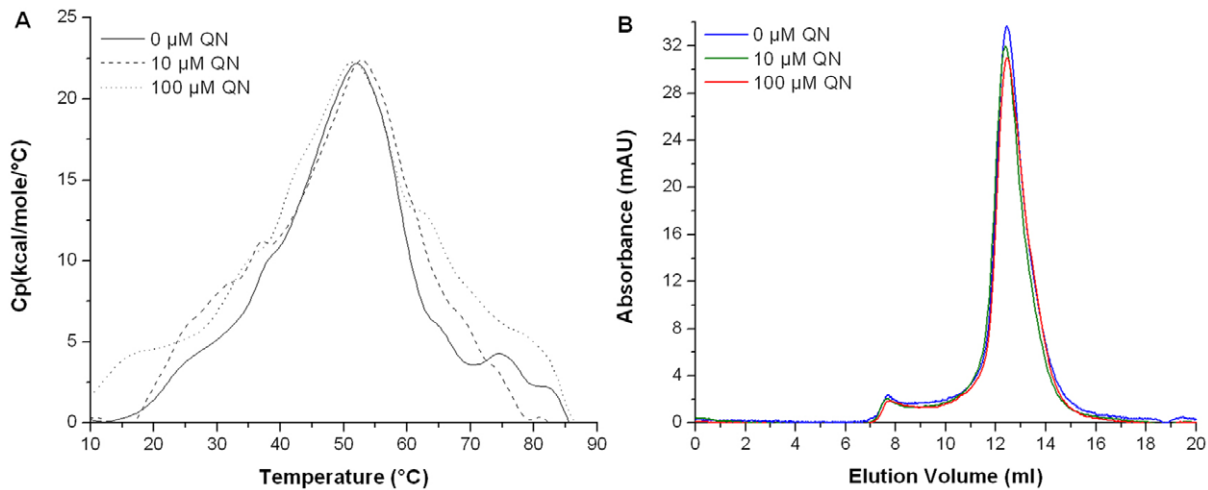 A
0 µM QN
10 µM QN
100 µM QN
Cp(kcal/mole/°C)
25
20
15
10
5
0
10 20 30 40 50 60 70 80 90
Temperature (°C)
B
0 µM QN
10 µM QN
100 µM QN
Absorbance (mAU)
32
28
24
20
16
12
8
4
0
0 2 4 6 8 10 12 14 16 18 20
Elution Volume (ml)